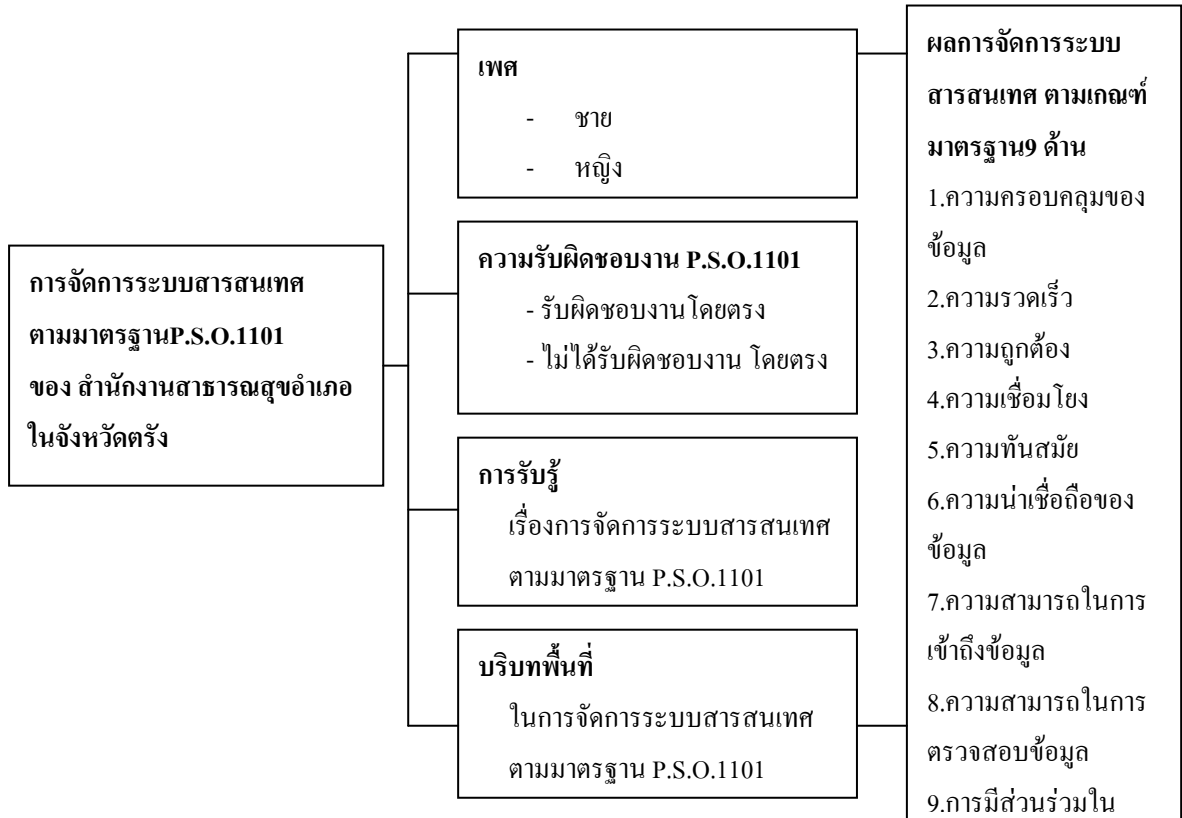 การจัดการระบบสารสนเทศ
ตามมาตรฐานP.S.O.1101
ของ สำนักงานสาธารณสุขอำเภอ
ในจังหวัดตรัง
เพศ
- ชาย
- หญิง
ความรับผิดชอบงาน P.S.O.1101
- รับผิดชอบงานโดยตรง
- ไม่ได้รับผิดชอบงาน โดยตรง
การรับรู้
เรื่องการจัดการระบบสารสนเทศ
ตามมาตรฐาน P.S.O.1101
บริบทพื้นที่
ในการจัดการระบบสารสนเทศ
ตามมาตรฐาน P.S.O.1101
ผลการจัดการระบบ
สารสนเทศ ตามเกณฑ์
มาตรฐาน9 ด้าน
1.ความครอบคลุมของ
ข้อมูล
2.ความรวดเร็ว
3.ความถูกต้อง
4.ความเชื่อมโยง
5.ความทันสมัย
6.ความน่าเชื่อถือของ
ข้อมูล
7.ความสามารถในการ
เข้าถึงข้อมูล
8.ความสามารถในการ
ตรวจสอบข้อมูล
9.การมีส่วนร่วมใน